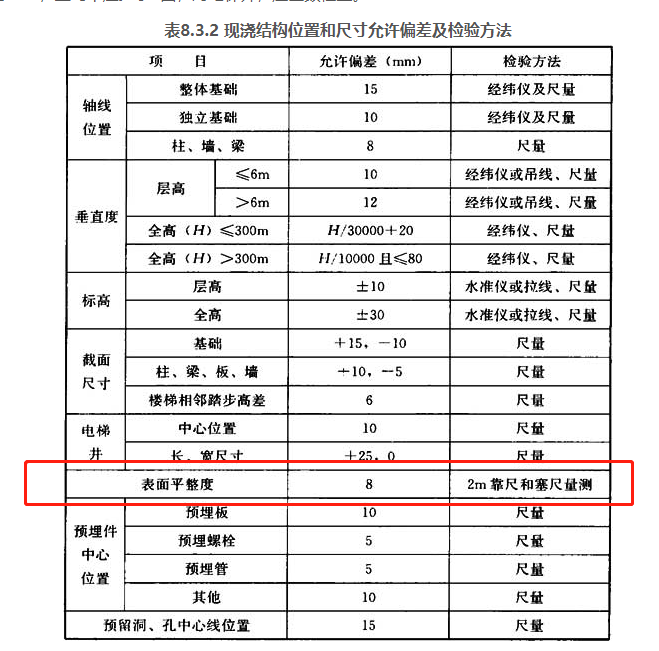 表8.3.2 现浇结构位置和尺寸允许偏差及检验方法
项 目 允许偏差（mm） 检验方法
轴线位置 整体基础 15 经纬仪及尺量
独立基础 10 经纬仪及尺量
柱、墙、梁 8 尺量
垂直度 层高 ≤6m 10 经纬仪或吊线、尺量
>6m 12 经纬仪或吊线、尺量
全高（H）≤300m H/30000+20 经纬仪、尺量
全高（H）>300m H/10000 且≤80 经纬仪、尺量
标高 层高 ±10 水准仪或拉线、尺量
全高 ±30 水准仪或拉线、尺量
截面尺寸 基础 +15，-10 尺量
柱、梁、板、墙 +10，-5 尺量
楼梯相邻踏步高差 6 尺量
电梯井 中心位置 10 尺量
长、宽尺寸 +25，0 尺量
表面平整度 8 2m 靠尺和塞尺量测
预埋件中心位置 预埋板 10 尺量
预埋螺栓 5 尺量
预埋管 5 尺量
其他 10 尺量
预留洞、孔中心线位置 15 尺量